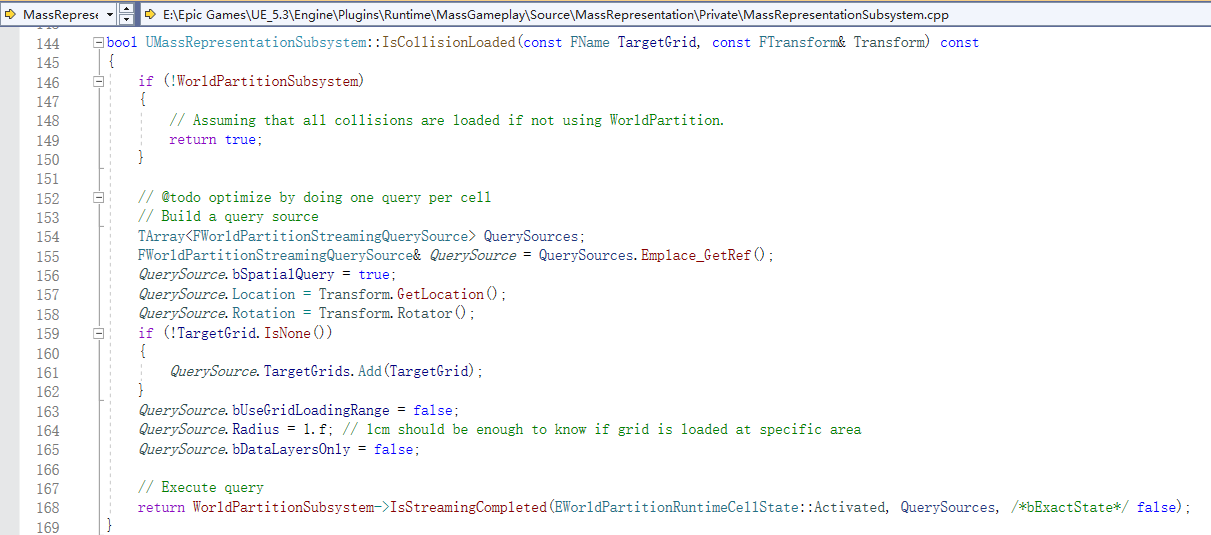 MassReprese E:\Epic Games\UE_5.3\Engine\Plugins\Runtime\MassGameplay\Source\MassRepresentation\Private\MassRepresentationSubsystem.cpp
144 bool UMassRepresentationSubsystem::IsCollisionLoaded(const FName TargetGrid, const FTransform& Transform) const
145 {
146 if (!WorldPartitionSubsystem)
147 {
148 // Assuming that all collisions are loaded if not using WorldPartition.
149 return true;
150 }
151
152 // @todo optimize by doing one query per cell
153 // Build a query source
154 TArray<FWorldPartitionStreamingQuerySource> QuerySources;
155 FWorldPartitionStreamingQuerySource& QuerySource = QuerySources.Emplace_GetRef();
156 QuerySource.bSpatialQuery = true;
157 QuerySource.Location = Transform.GetLocation();
158 QuerySource.Rotation = Transform.Rotator();
159 if (!TargetGrid.IsNone())
160 {
161 QuerySource.TargetGrids.Add(TargetGrid);
162 }
163 QuerySource.bUseGridLoadingRange = false;
164 QuerySource.Radius = 1.f; // 1cm should be enough to know if grid is loaded at specific area
165 QuerySource.bDataLayersOnly = false;
166
167 // Execute query
168 return WorldPartitionSubsystem->IsStreamingCompleted(EWorldPartitionRuntimeCellState::Activated, QuerySources, /*bExactState*/ false);
169 }